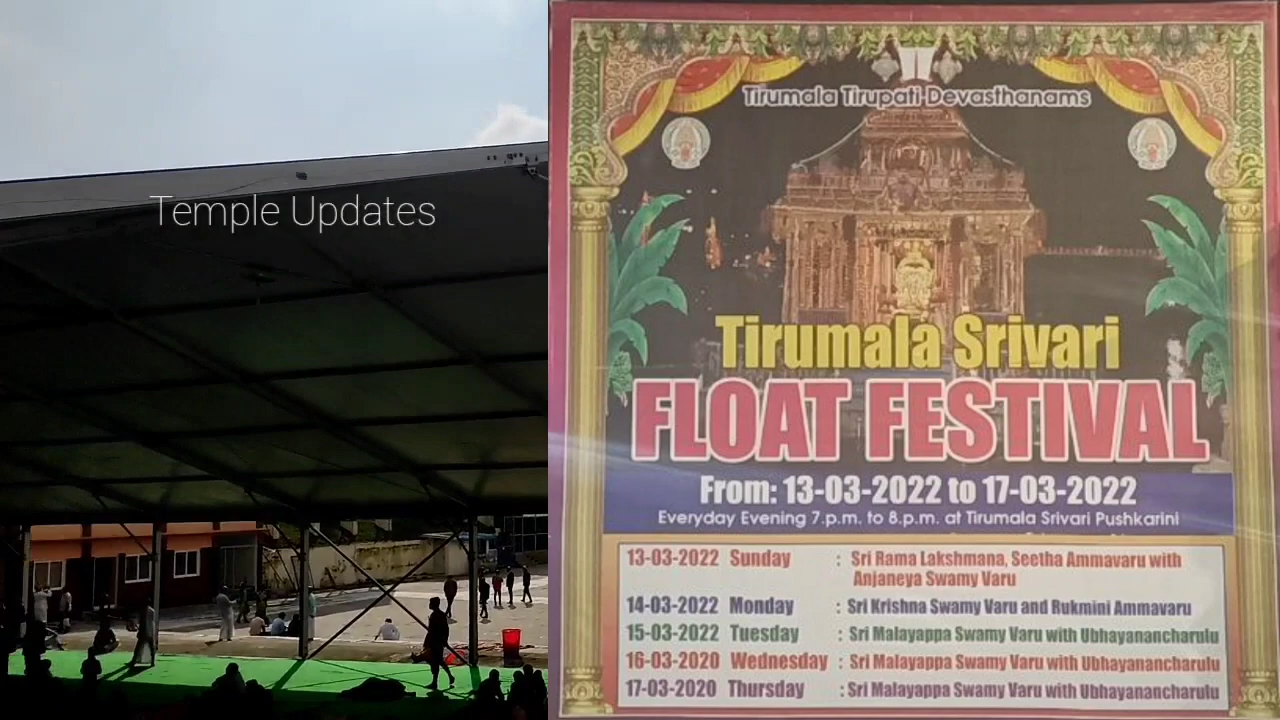 Temple Updates
Tirumala Tirupati Devasthanams
Tirumala Srivari
FLOAT FESTIVAL
From: 13-03-2022 to 17-03-2022
Everyday Evening 7.p.m. to 8.p.m. at Tirumala Srivari Pushkarini
13-03-2022 Sunday : Sri Rama Lakshmana, Seetha Ammavaru with
Anjaneya Swamy Varu
14-03-2022 Monday : Sri Krishna Swamy Varu and Rukmini Ammavaru
15-03-2022 Tuesday : Sri Malayappa Swamy Varu with Ubhayanancharulu
16-03-2020 Wednesday : Sri Malayappa Swamy Varu with Ubhayanancharulu
17-03-2020 Thursday : Sri Malayappa Swamy Varu with Ubhayanancharulu